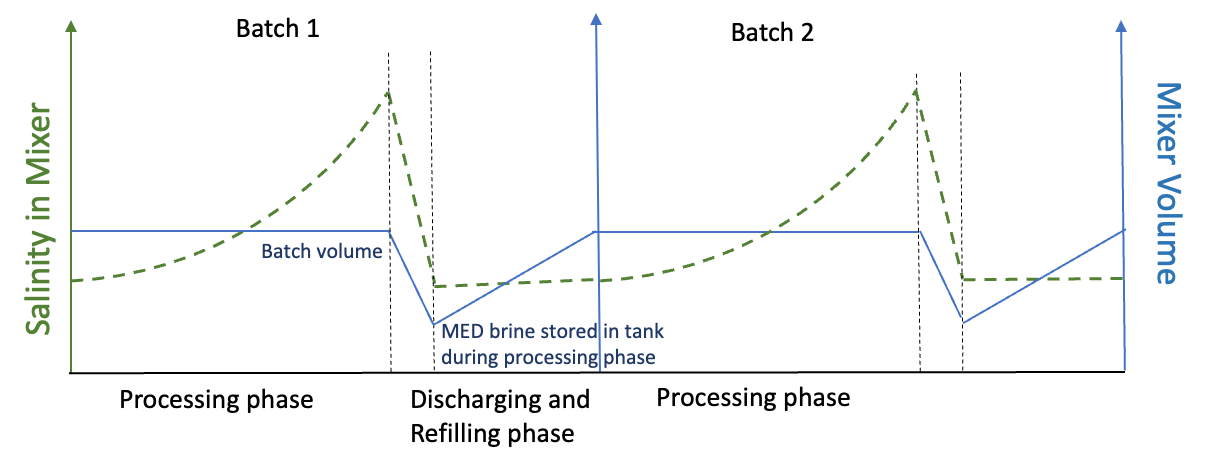 Batch 1
Batch 2
Salinity in Mixer
Mixer Volume
Batch volume
MED brine stored in tank
during processing phase
Processing phase
Discharging and
Refilling phase
Processing phase